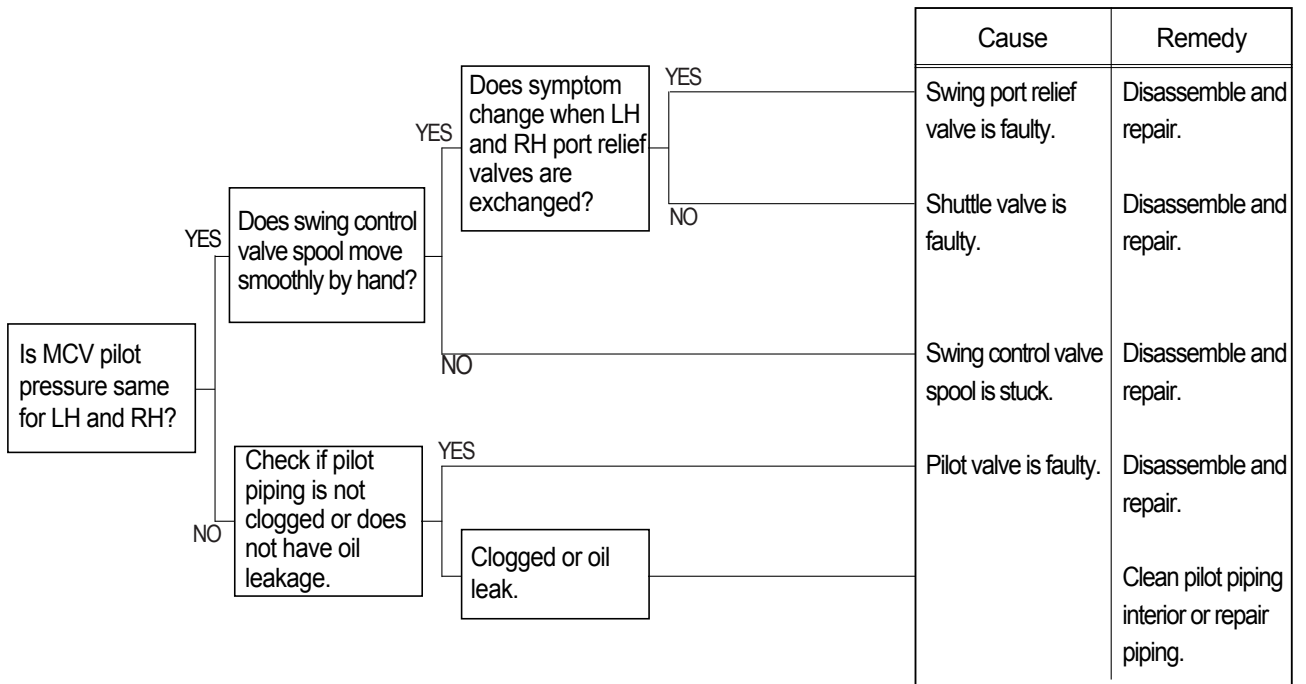 Cause
Remedy
Does symptom
change when LH
and RH port relief
valves are
exchanged?
YES
Swing port relief
valve is faulty.
Disassemble and
repair.
YES
NO
Shuttle valve is
faulty.
Disassemble and
repair.
YES
Does swing control
valve spool move
smoothly by hand?
NO
Swing control valve
spool is stuck.
Disassemble and
repair.
Is MCV pilot
pressure same
for LH and RH?
NO
Check if pilot
piping is not
clogged or does
not have oil
leakage.
YES
Pilot valve is faulty.
Disassemble and
repair.
Clogged or oil
leak.
Clean pilot piping
interior or repair
piping.